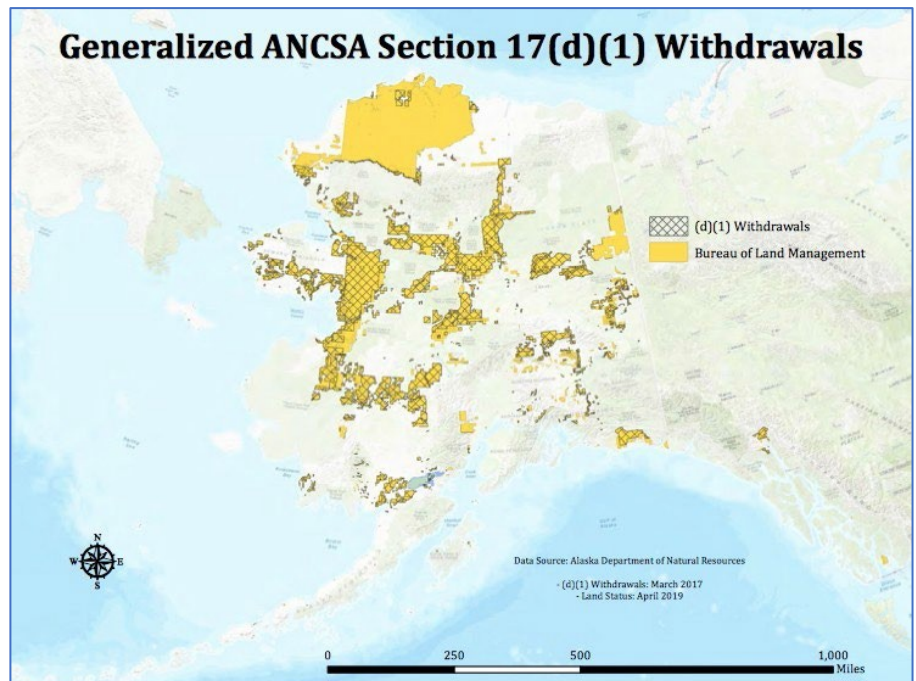 Generalized ANCSA Section 17(d)(1) Withdrawals
(d)(1) Withdrawals
Bureau of Land Management
N
W E
S
Data Source: Alaska Department of Natural Resources
- (d)(1) Withdrawals: March 2017
- Land Status: April 2019
0 250 500 1,000
Miles